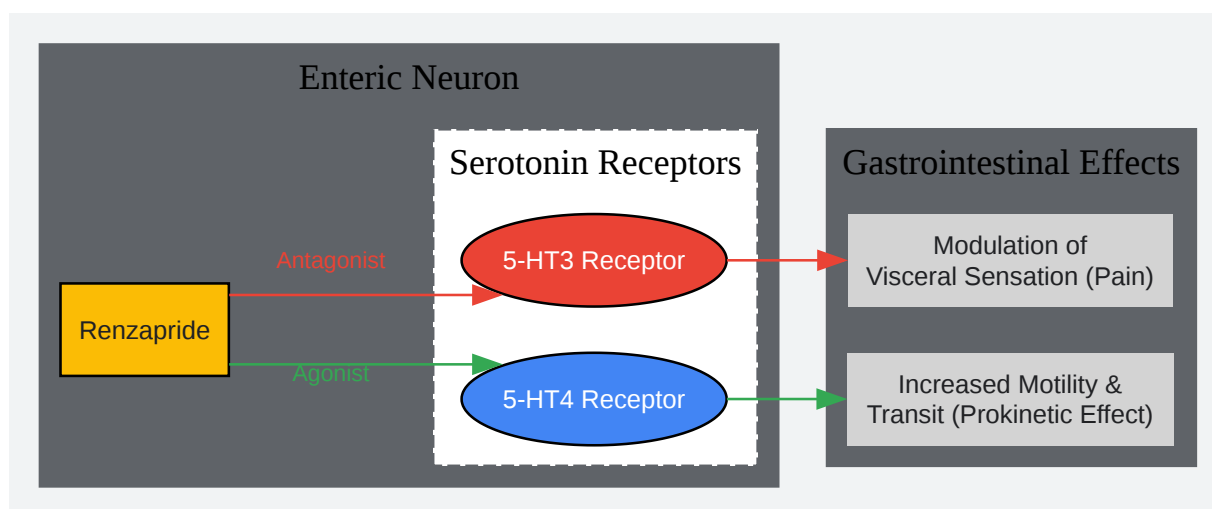 Enteric Neuron
Serotonin Receptors
Gastrointestinal Effects
Antagonist
5-HT3 Receptor
Modulation of
Visceral Sensation (Pain)
Renzapride
Agonist
5-HT4 Receptor
Increased Motility &
Transit (Prokinetic Effect)